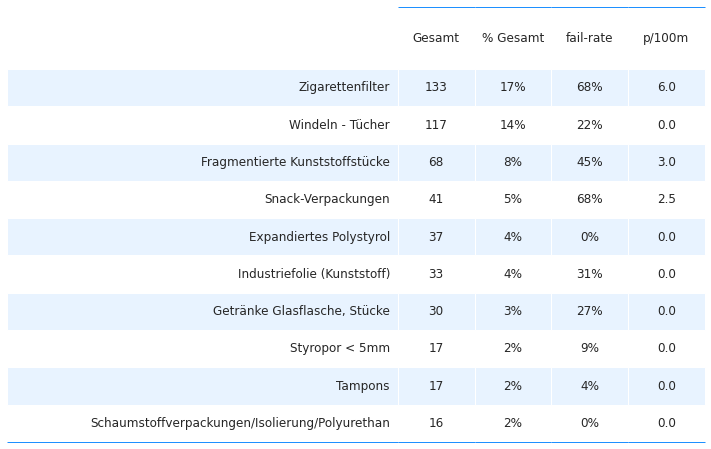 Gesamt % Gesamt fail-rate p/100m
Zigarettenfilter 133 17% 68% 6.0
Windeln - Tücher 117 14% 22% 0.0
Fragmentierte Kunststoffstücke 68 8% 45% 3.0
Snack-Verpackungen 41 5% 68% 2.5
Expandiertes Polystyrol 37 4% 0% 0.0
Industriefolie (Kunststoff) 33 4% 31% 0.0
Getränke Glasflasche, Stücke 30 3% 27% 0.0
Styropor < 5mm 17 2% 9% 0.0
Tampons 17 2% 4% 0.0
Schaumstoffverpackungen/Isolierung/Polyurethan 16 2% 0% 0.0